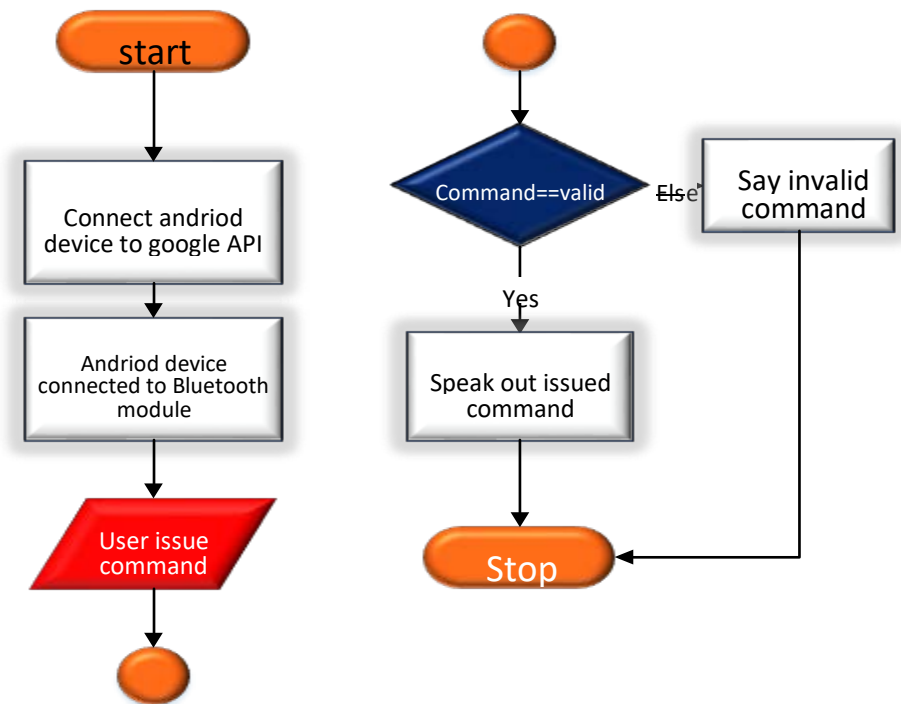 start
Connect andriod
device to google API
Andriod device
connected to Bluetooth
module
User issue
command
Command==valid
Else
Say invalid
command
Yes
Speak out issued
command
Stop